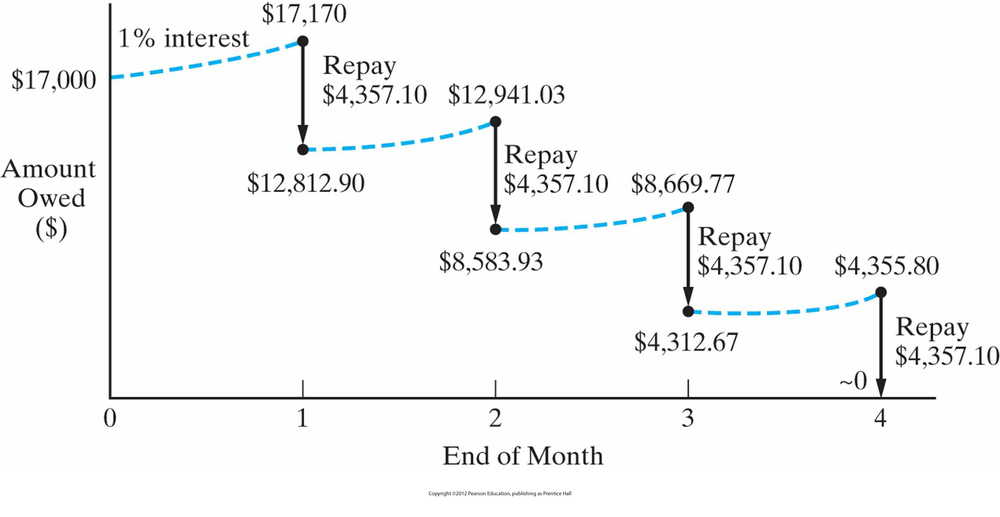 $17,170
1% interest
$17,000
Repay
$4,357.10
$12,941.03
$12,812.90
Repay
$4,357.10
$8,669.77
Amount
Owed
($)
$8,583.93
Repay
$4,357.10
$4,355.80
$4,312.67
Repay
$4,357.10
~0
0 1 2 3 4
End of Month
Copyright ©2012 Pearson Education, publishing as Prentice Hall